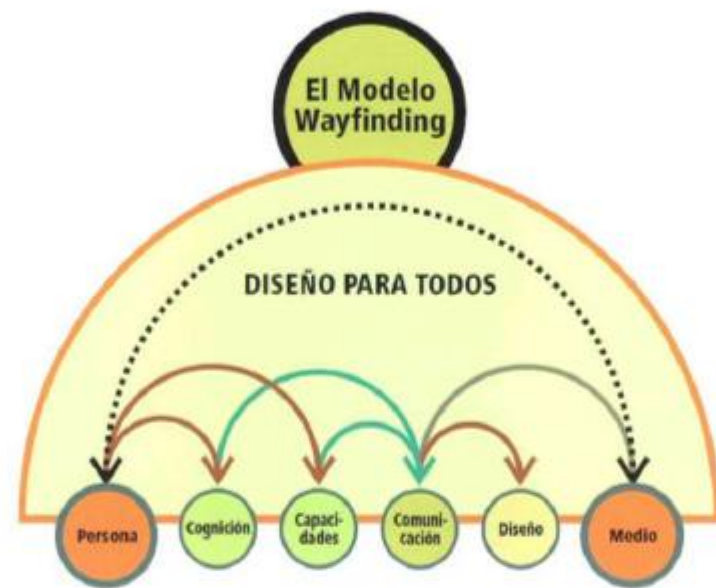 El Modelo
Wayfinding
DISEÑO PARA TODOS
Persona
Cognición
Capaci-
dades
Comuni-
cación
Diseño
Medio